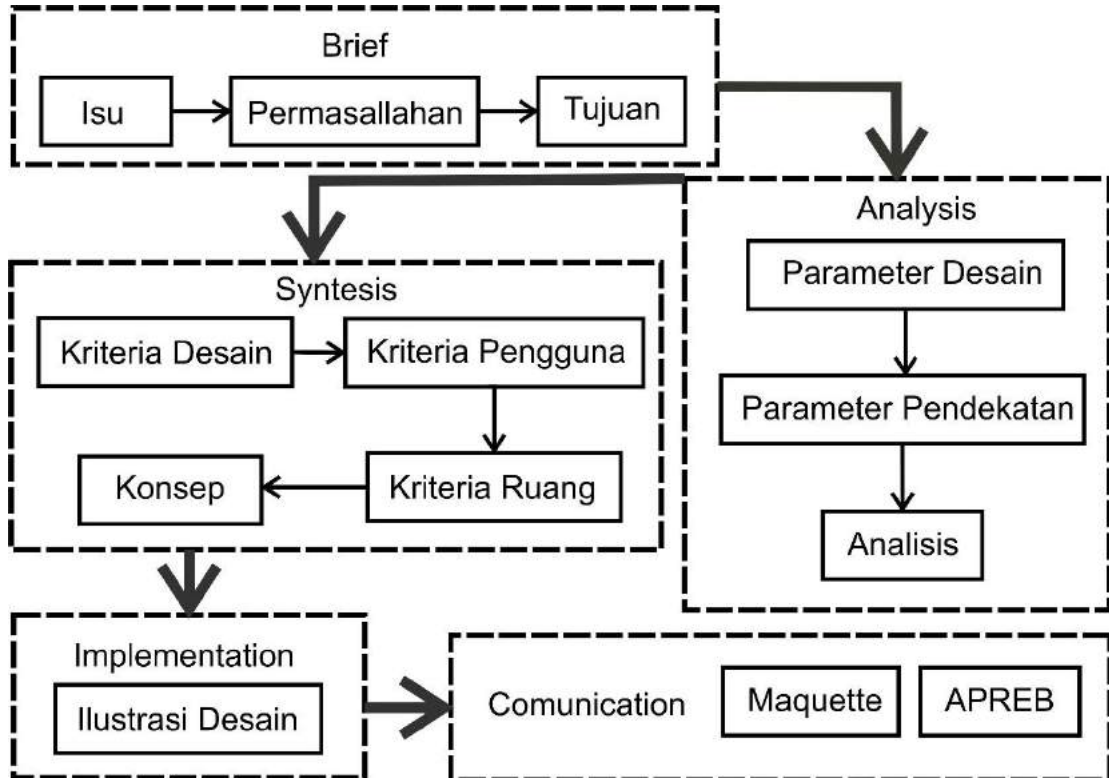 Brief
Isu
Permasallahan
Tujuan
Analysis
Parameter Desain
Parameter Pendekatan
Analisis
Syntesis
Kriteria Desain
Kriteria Pengguna
Kriteria Ruang
Konsep
Implementation
Ilustrasi Desain
Comunication
Maquette
APREB